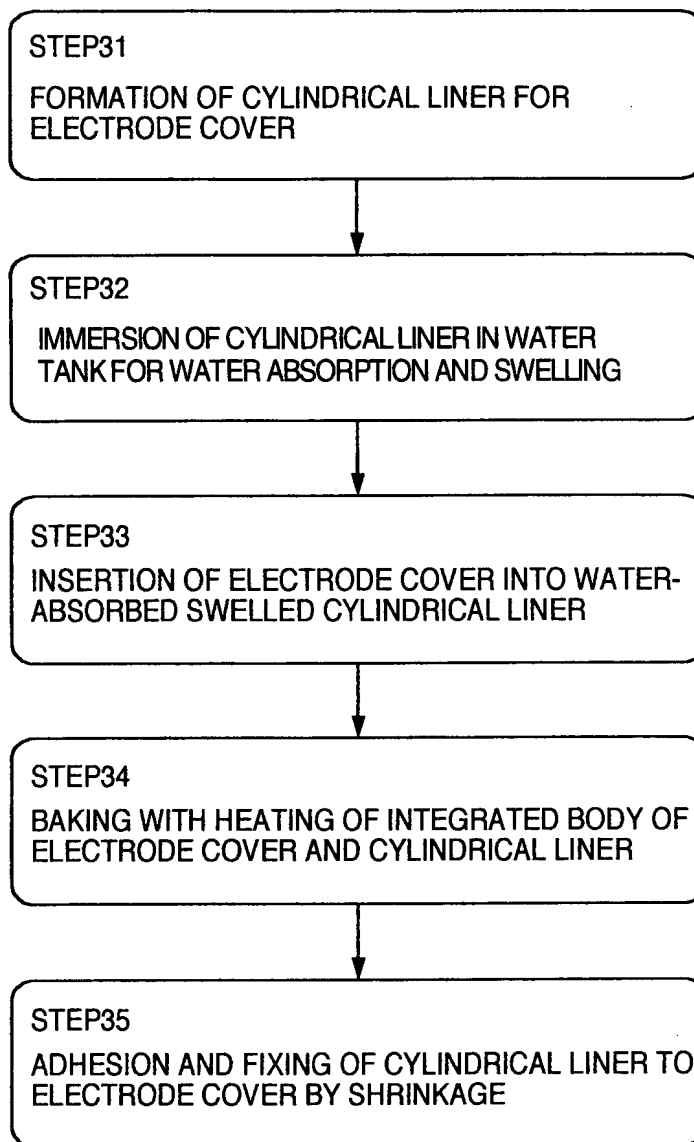 STEP31
FORMATION OF CYLINDRICAL LINER FOR
ELECTRODE COVER
STEP32
IMMERSION OF CYLINDRICAL LINER IN WATER
TANK FOR WATER ABSORPTION AND SWELLING
STEP33
INSERTION OF ELECTRODE COVER INTO WATER-
ABSORBED SWELLED CYLINDRICAL LINER
STEP34
BAKING WITH HEATING OF INTEGRATED BODY OF
ELECTRODE COVER AND CYLINDRICAL LINER
STEP35
ADHESION AND FIXING OF CYLINDRICAL LINER TO
ELECTRODE COVER BY SHRINKAGE